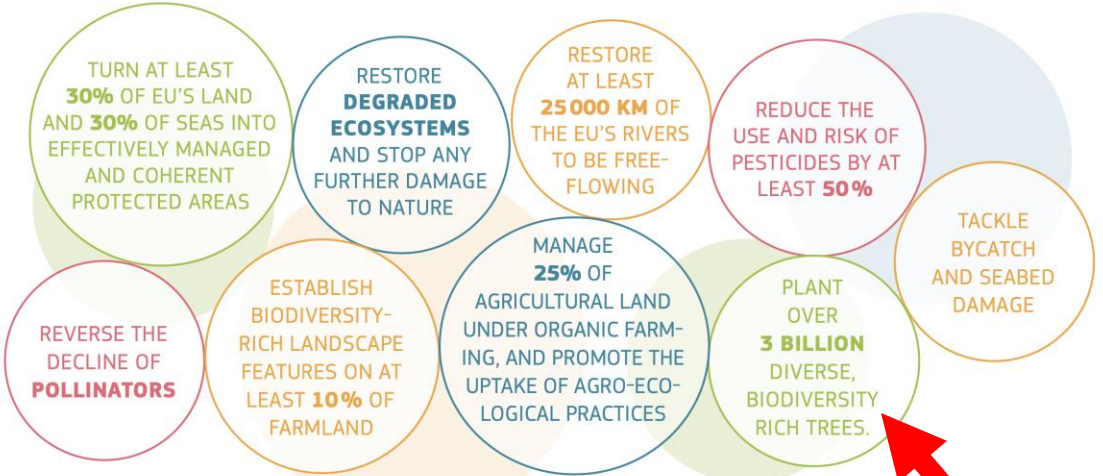 TURN AT LEAST
30% OF EU'S LAND
AND 30% OF SEAS INTO
EFFECTIVELY MANAGED
AND COHERENT
PROTECTED AREAS
RESTORE
DEGRADED
ECOSYSTEMS
AND STOP ANY
FURTHER DAMAGE
TO NATURE
RESTORE
AT LEAST
25 000 KM OF
THE EU'S RIVERS
TO BE FREE-
FLOWING
REDUCE THE
USE AND RISK OF
PESTICIDES BY AT
LEAST 50%
TACKLE
BYCATCH
AND SEABED
DAMAGE
REVERSE THE
DECLINE OF
POLLINATORS
ESTABLISH
BIODIVERSITY-
RICH LANDSCAPE
FEATURES ON AT
LEAST 10% OF
FARMLAND
MANAGE
25% OF
AGRICULTURAL LAND
UNDER ORGANIC FARM-
ING, AND PROMOTE THE
UPTAKE OF AGRO-ECO-
LOGICAL PRACTICES
PLANT
OVER
3 BILLION
DIVERSE,
BIODIVERSITY
RICH TREES.